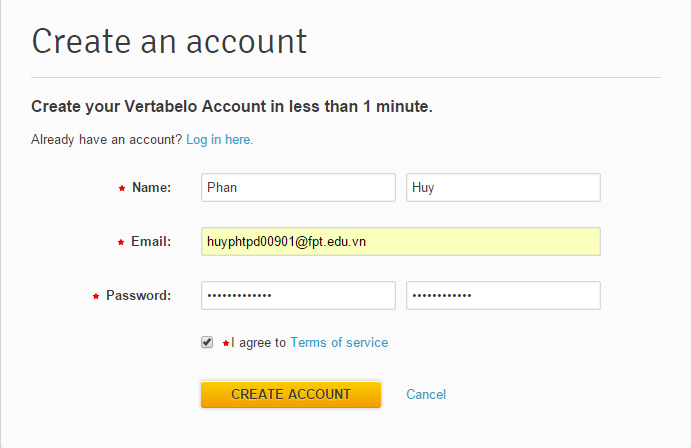 Create an account
Create your Vertabelo Account in less than 1 minute.
Already have an account? Log in here.
★ Name: Phan Huy
★ Email: huyphtpd00901@fpt.edu.vn
★ Password: ••••••••••••• ••••••••••••
★ I agree to Terms of service
CREATE ACCOUNT Cancel